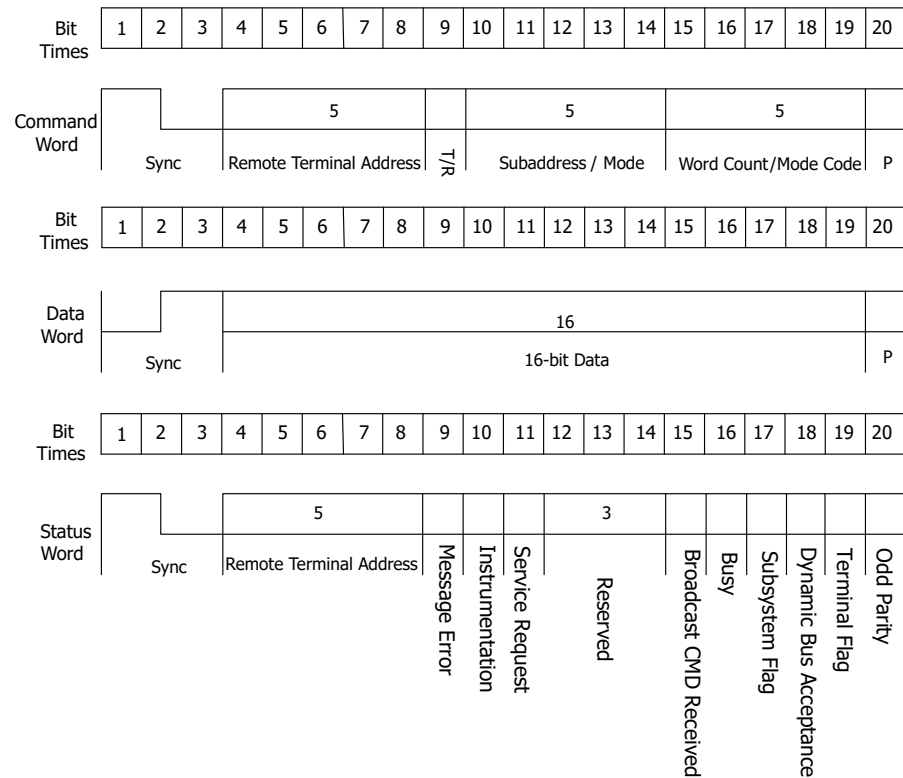 Bit Times 1 2 3 4 5 6 7 8 9 10 11 12 13 14 15 16 17 18 19 20
Command Word
5 5 5
Sync Remote Terminal Address T/R Subaddress / Mode Word Count/Mode Code P
Bit Times 1 2 3 4 5 6 7 8 9 10 11 12 13 14 15 16 17 18 19 20
Data Word
16
Sync 16-bit Data P
Bit Times 1 2 3 4 5 6 7 8 9 10 11 12 13 14 15 16 17 18 19 20
Status Word
5 3
Sync Remote Terminal Address
Message Error
Instrumentation
Service Request
Reserved
Broadcast CMD Received
Busy
Subsystem Flag
Dynamic Bus Acceptance
Terminal Flag
Odd Parity